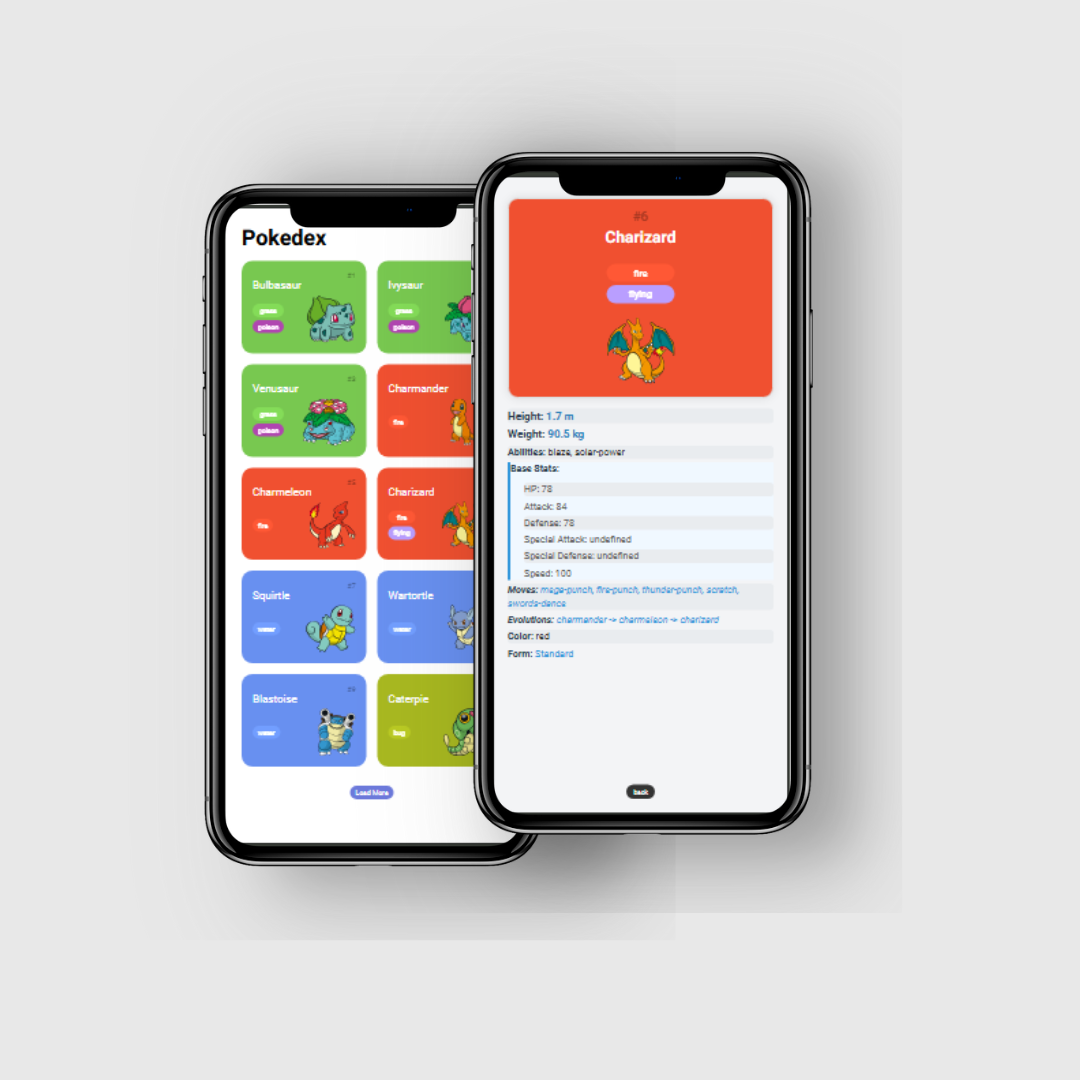 Pokedex
#1
Bulbasaur
grass
poison
Ivysaur
grass
poison
#3
Venusaur
grass
poison
Charmander
fire
#5
Charmeleon
fire
Charizard
fire
flying
#7
Squirtle
water
Wartortle
water
#9
Blastoise
water
Caterpie
bug
Load More
#6
Charizard
fire
flying
Height: 1.7 m
Weight: 90.5 kg
Abilities: blaze, solar-power
Base Stats:
HP: 78
Attack: 84
Defense: 78
Special Attack: undefined
Special Defense: undefined
Speed: 100
Moves: mega-punch, fire-punch, thunder-punch, scratch,
swords-dance
Evolutions: charmander -> charmeleon -> charizard
Color: red
Form: Standard
back